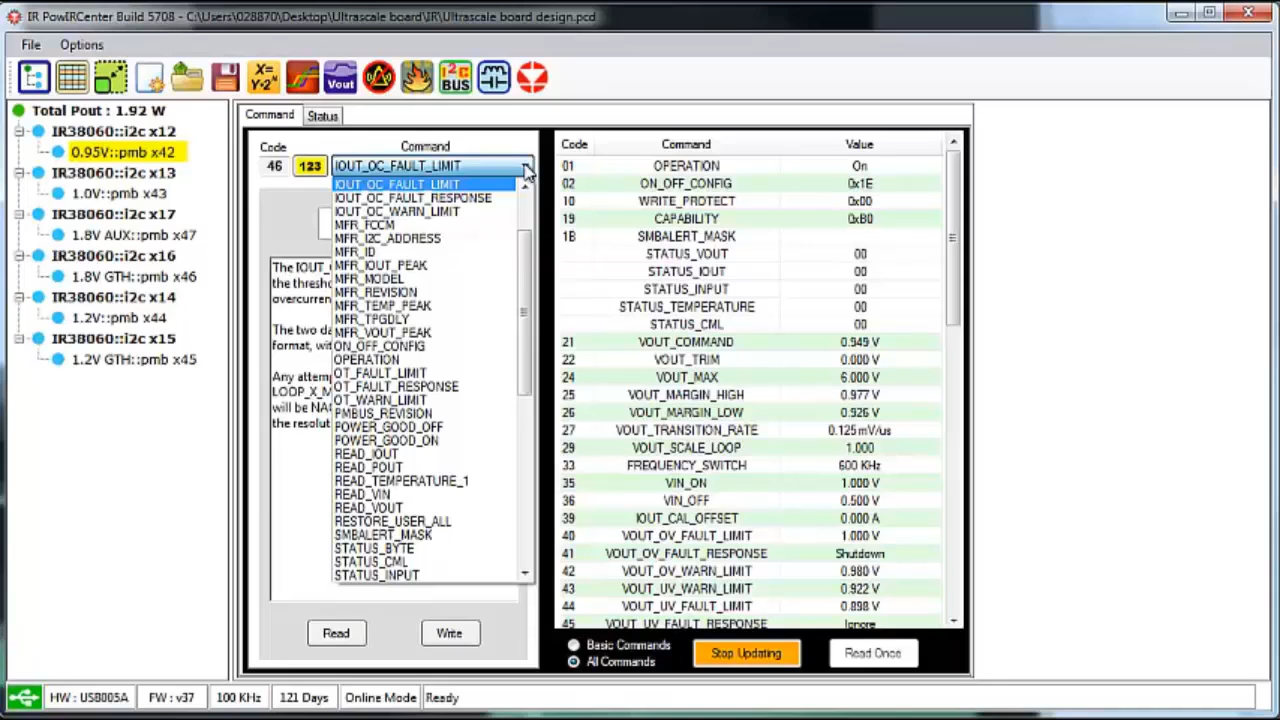 IR PowIRCenter Build 5708 - C:\Users\028870\Desktop\Ultrascale board\IR\Ultrascale board design.pcd
File Options
X= Y·2ᴺ Vout I2C BUS
Total Pout : 1.92 W
IR38060::i2c x12
0.95V::pmb x42
IR38060::i2c x13
1.0V::pmb x43
IR38060::i2c x17
1.8V AUX::pmb x47
IR38060::i2c x16
1.8V GTH::pmb x46
IR38060::i2c x14
1.2V::pmb x44
IR38060::i2c x15
1.2V GTH::pmb x45
Command Status
Code Command
46 123 IOUT_OC_FAULT_LIMIT
IOUT_OC_FAULT_LIMIT
IOUT_OC_FAULT_RESPONSE
IOUT_OC_WARN_LIMIT
MFR_FCCM
MFR_I2C_ADDRESS
MFR_ID
MFR_IOUT_PEAK
MFR_MODEL
MFR_REVISION
MFR_TEMP_PEAK
MFR_TPGDLY
MFR_VOUT_PEAK
ON_OFF_CONFIG
OPERATION
OT_FAULT_LIMIT
OT_FAULT_RESPONSE
OT_WARN_LIMIT
PMBUS_REVISION
POWER_GOOD_OFF
POWER_GOOD_ON
READ_IOUT
READ_POUT
READ_TEMPERATURE_1
READ_VIN
READ_VOUT
RESTORE_USER_ALL
SMBALERT_MASK
STATUS_BYTE
STATUS_CML
STATUS_INPUT
The IOUT_
the thresho
overcurren
The two da
format, wit
Any attemp
LOOP_X_M
will be NAC
the resolut
Read Write
Code Command Value
01 OPERATION On
02 ON_OFF_CONFIG 0x1E
10 WRITE_PROTECT 0x00
19 CAPABILITY 0xB0
1B SMBALERT_MASK
STATUS_VOUT 00
STATUS_IOUT 00
STATUS_INPUT 00
STATUS_TEMPERATURE 00
STATUS_CML 00
21 VOUT_COMMAND 0.949 V
22 VOUT_TRIM 0.000 V
24 VOUT_MAX 6.000 V
25 VOUT_MARGIN_HIGH 0.977 V
26 VOUT_MARGIN_LOW 0.926 V
27 VOUT_TRANSITION_RATE 0.125 mV/us
29 VOUT_SCALE_LOOP 1.000
33 FREQUENCY_SWITCH 600 KHz
35 VIN_ON 1.000 V
36 VIN_OFF 0.500 V
39 IOUT_CAL_OFFSET 0.000 A
40 VOUT_OV_FAULT_LIMIT 1.000 V
41 VOUT_OV_FAULT_RESPONSE Shutdown
42 VOUT_OV_WARN_LIMIT 0.980 V
43 VOUT_UV_WARN_LIMIT 0.922 V
44 VOUT_UV_FAULT_LIMIT 0.898 V
45 VOUT_UV_FAULT_RESPONSE Ignore
Basic Commands
All Commands
Stop Updating Read Once
HW : USB005A FW : v37 100 KHz 121 Days Online Mode Ready